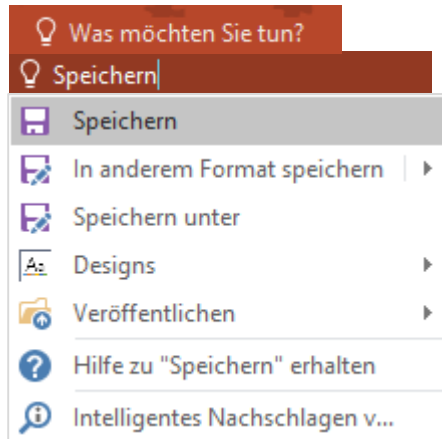 Was möchten Sie tun?
Speichern
Speichern
In anderem Format speichern
Speichern unter
Aa Designs
Veröffentlichen
Hilfe zu "Speichern" erhalten
Intelligentes Nachschlagen v...